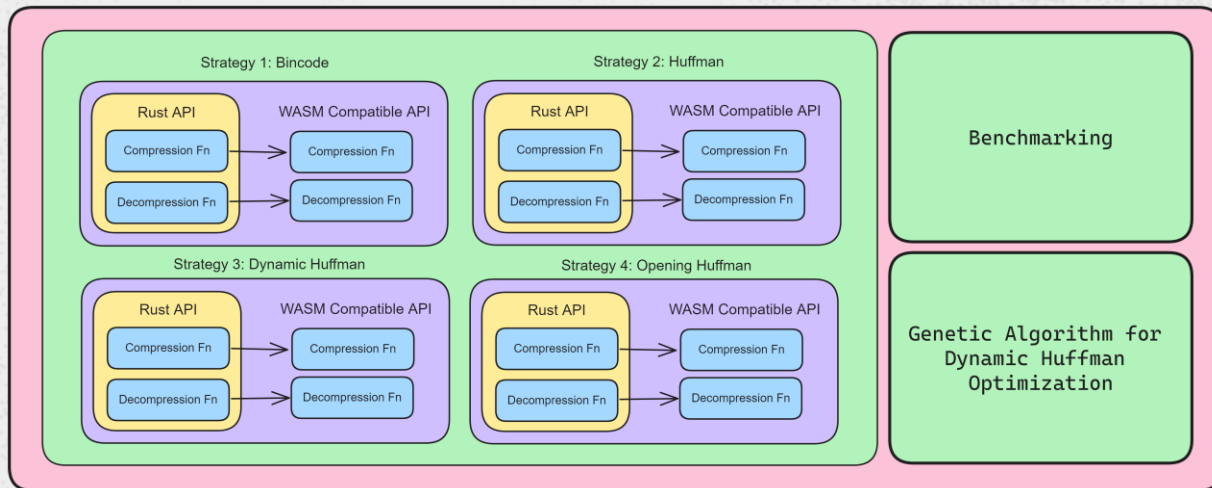 Strategy 1: Bincode
Rust API
WASM Compatible API
Compression Fn
Compression Fn
Decompression Fn
Decompression Fn
Strategy 2: Huffman
Rust API
WASM Compatible API
Compression Fn
Compression Fn
Decompression Fn
Decompression Fn
Strategy 3: Dynamic Huffman
Rust API
WASM Compatible API
Compression Fn
Compression Fn
Decompression Fn
Decompression Fn
Strategy 4: Opening Huffman
Rust API
WASM Compatible API
Compression Fn
Compression Fn
Decompression Fn
Decompression Fn
Benchmarking
Genetic Algorithm for
Dynamic Huffman
Optimization